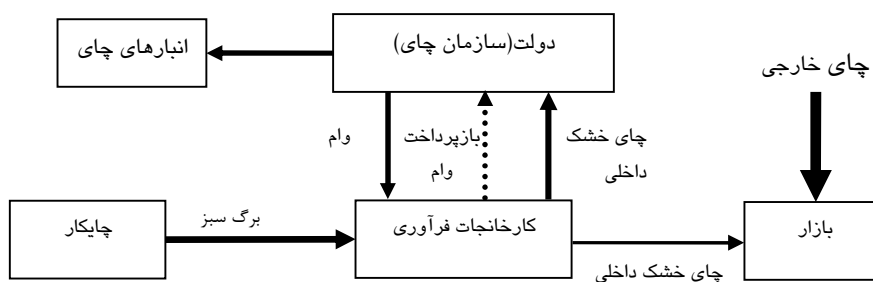 انبارهای چای
دولت(سازمان چای)
چای خارجی
وام
بازپرداخت
وام
چای خشک
داخلی
چایکار
برگ سبز
کارخانجات فرآوری
بازار
چای خشک داخلی